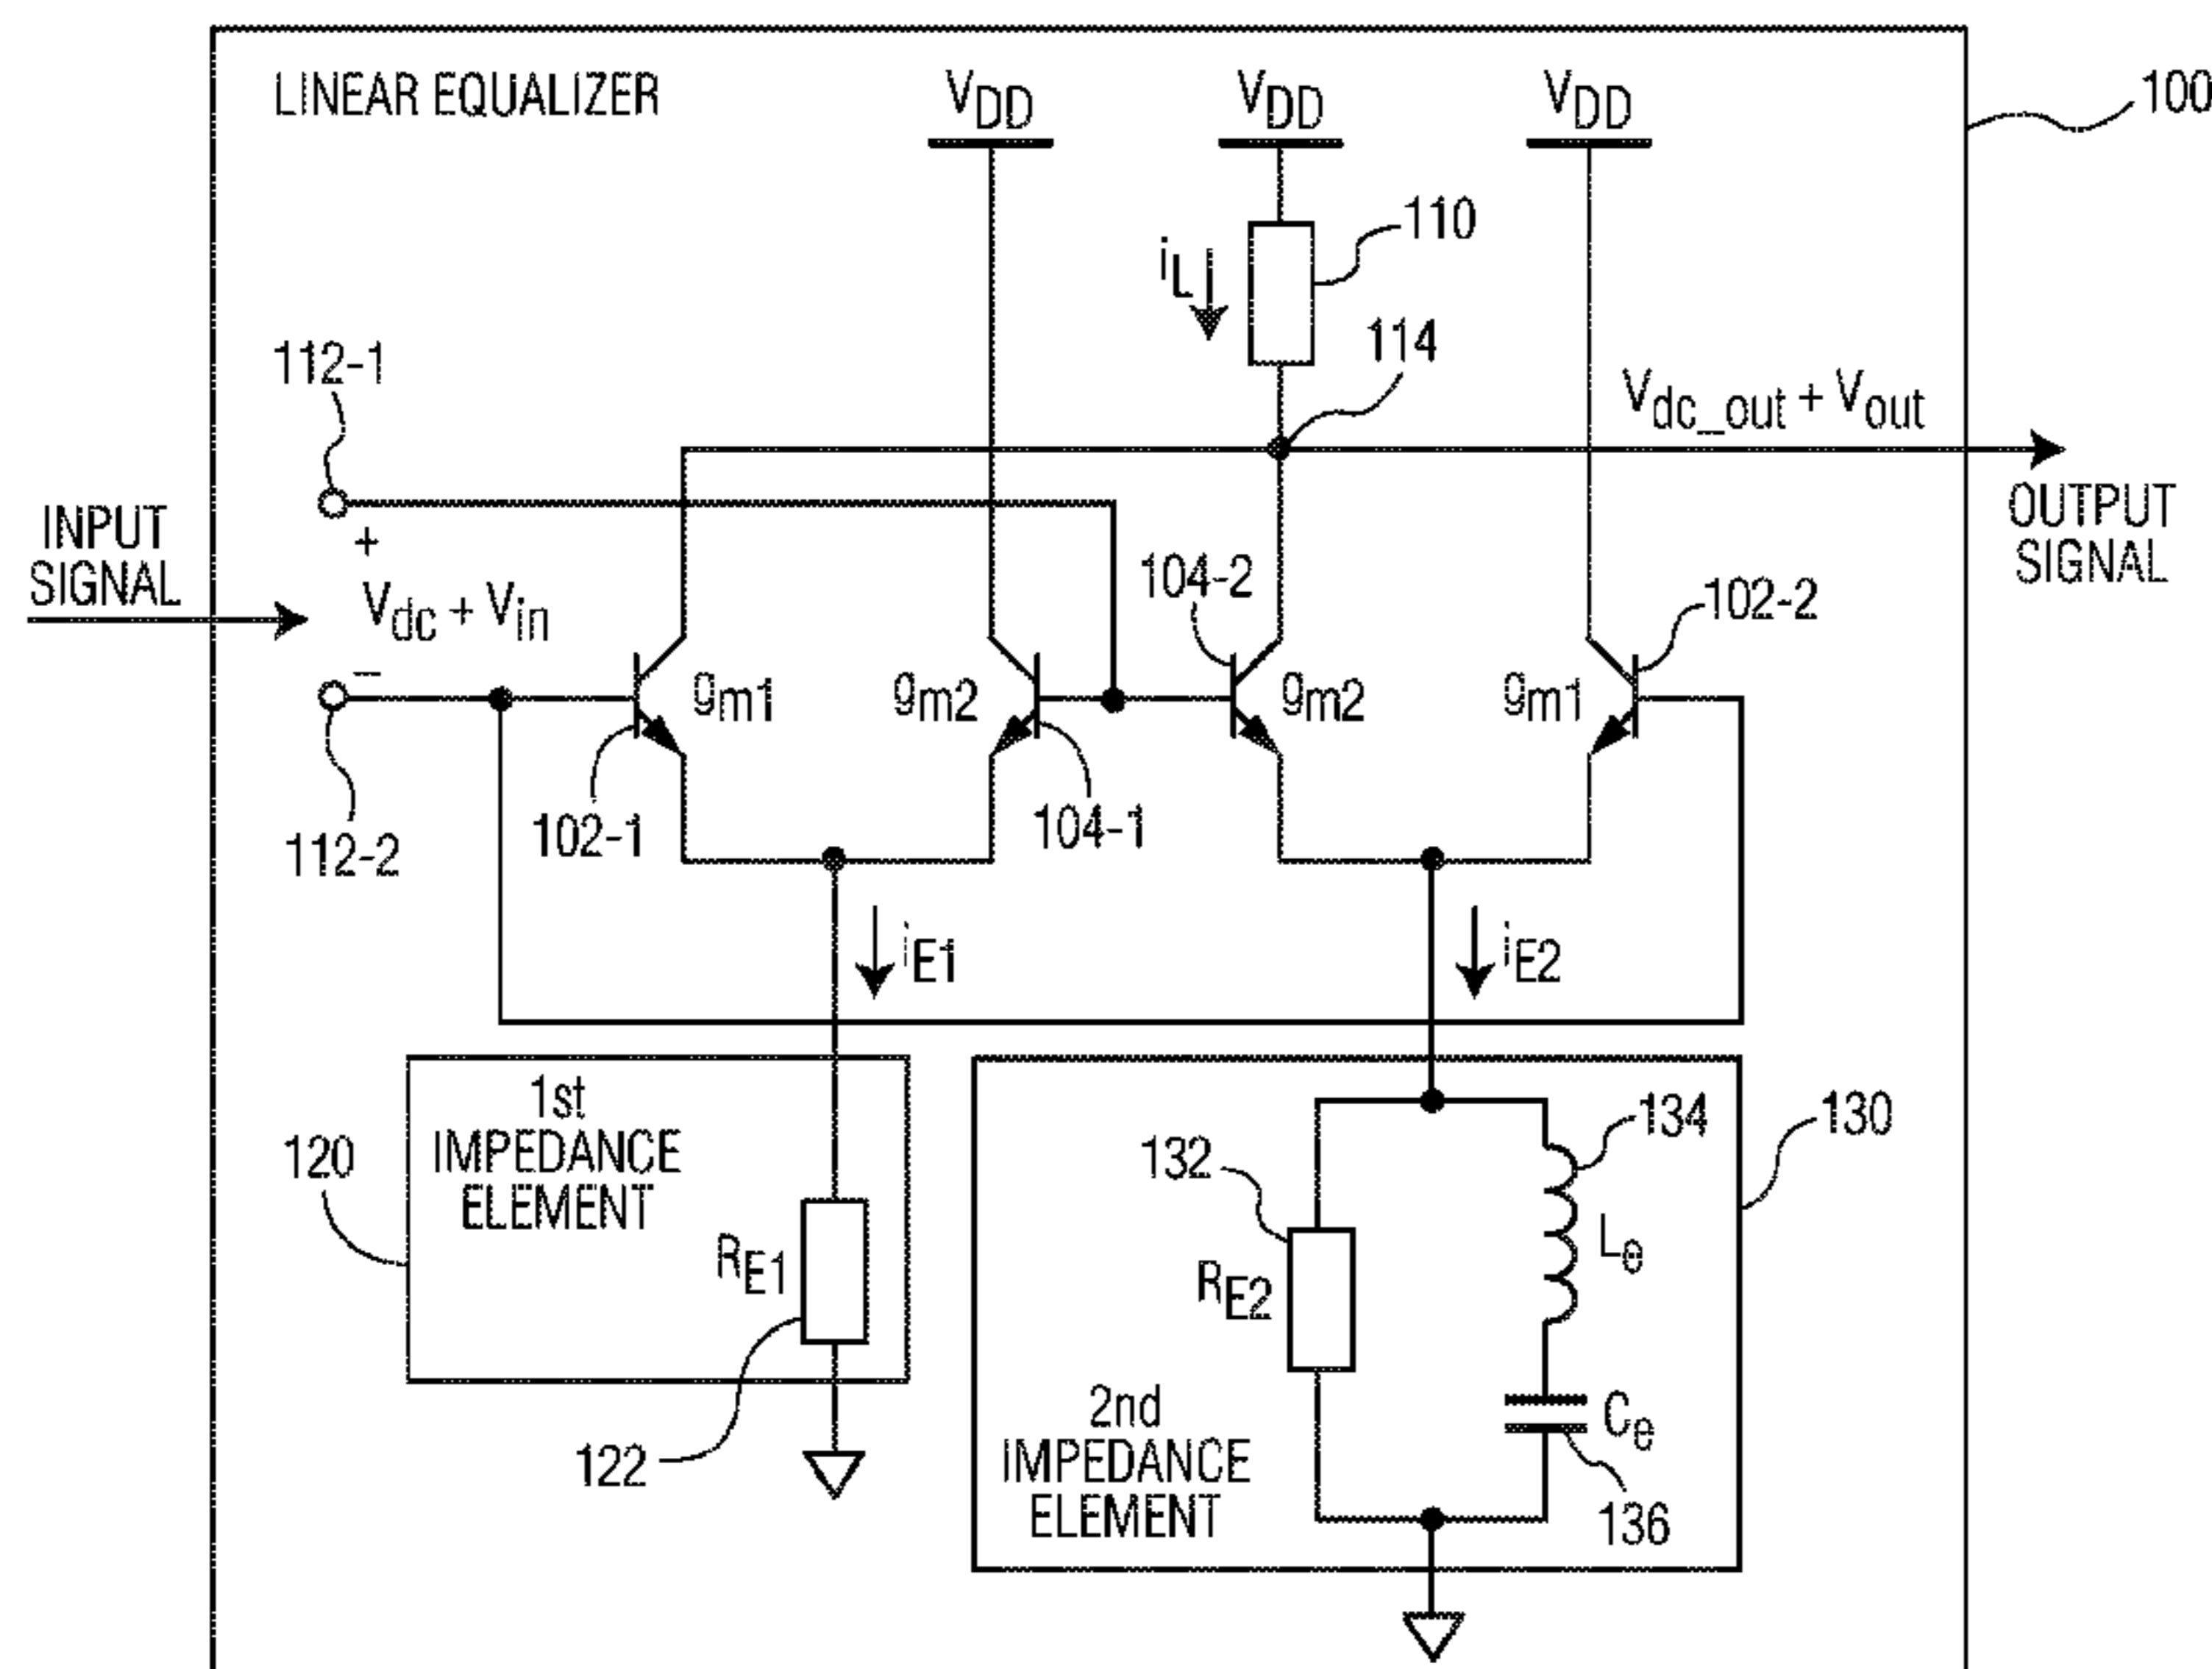 LINEAR EQUALIZER
VDD
VDD
VDD
100
110
iL
114
112-1
Vdc_out + Vout
INPUT
SIGNAL
+
Vdc + Vin
−
OUTPUT
SIGNAL
104-2
102-2
gm1
gm2
gm2
gm1
102-1
104-1
112-2
iE1
iE2
1st
IMPEDANCE
ELEMENT
120
RE1
122
132
134
130
RE2
Le
Ce
2nd
IMPEDANCE
ELEMENT
136